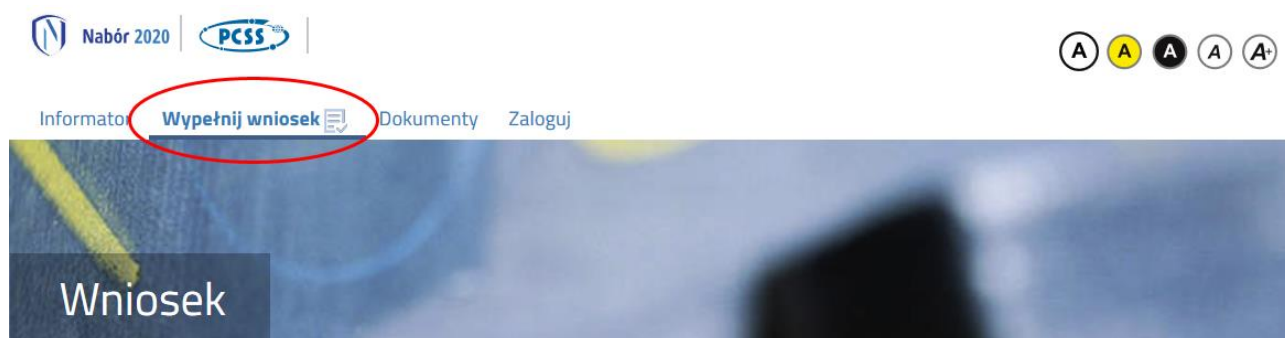 Nabór 2020 PCSS
A A A A A+
Informator Wypełnij wniosek Dokumenty Zaloguj
Wniosek